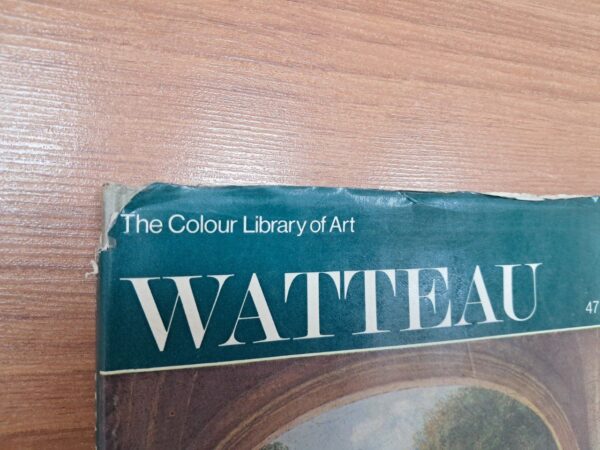 The Colour Library of Art
WATTEAU
47